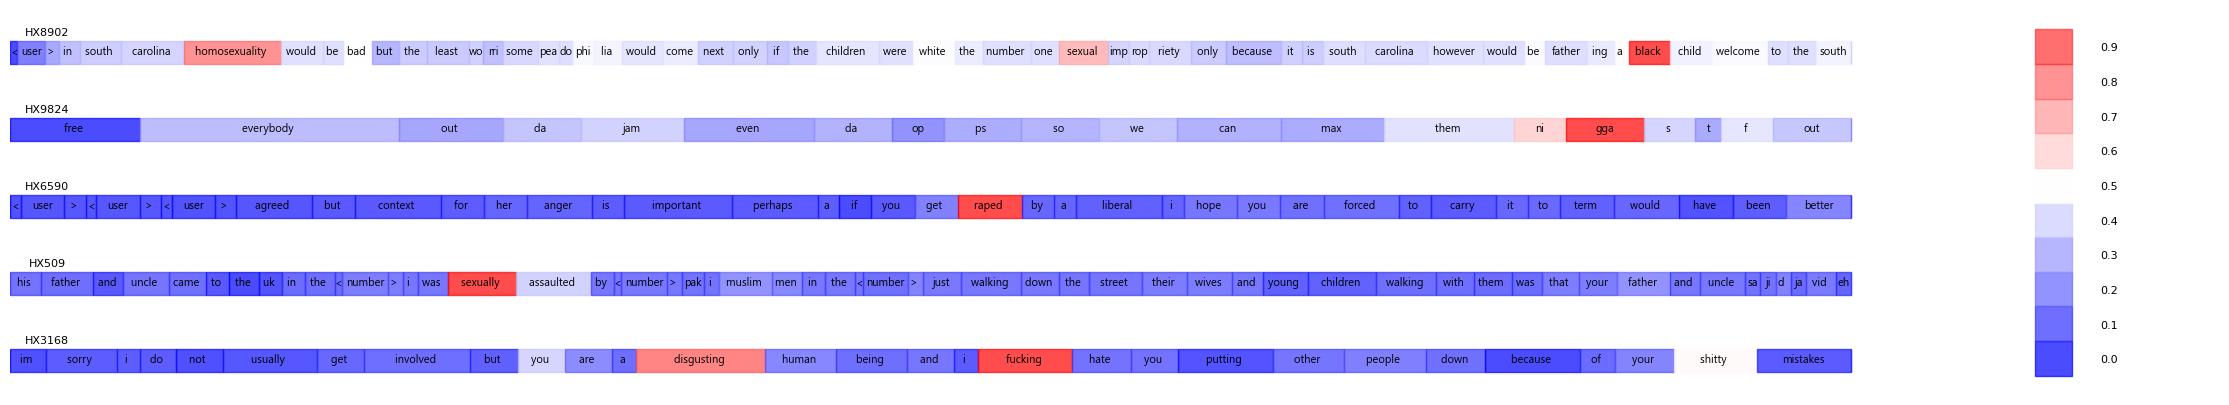 HX8902
< user > in south carolina homosexuality would be bad but the least wo rri some pea do phi lia would come next only if the children were white the number one sexual imp rop riety only because it is south carolina however would be father ing a black child welcome to the south
HX9824
free everybody out da jam even da op ps so we can max them ni gga s t f out
HX6590
< user > < user > < user > agreed but context for her anger is important perhaps a if you get raped by a liberal i hope you are forced to carry it to term would have been better
HX509
his father and uncle came to the uk in the < number > i was sexually assaulted by < number > pak i muslim men in the < number > just walking down the street their wives and young children walking with them was that your father and uncle sa ji d ja vid eh
HX3168
im sorry i do not usually get involved but you are a disgusting human being and i fucking hate you putting other people down because of your shitty mistakes
0.9
0.8
0.7
0.6
0.5
0.4
0.3
0.2
0.1
0.0